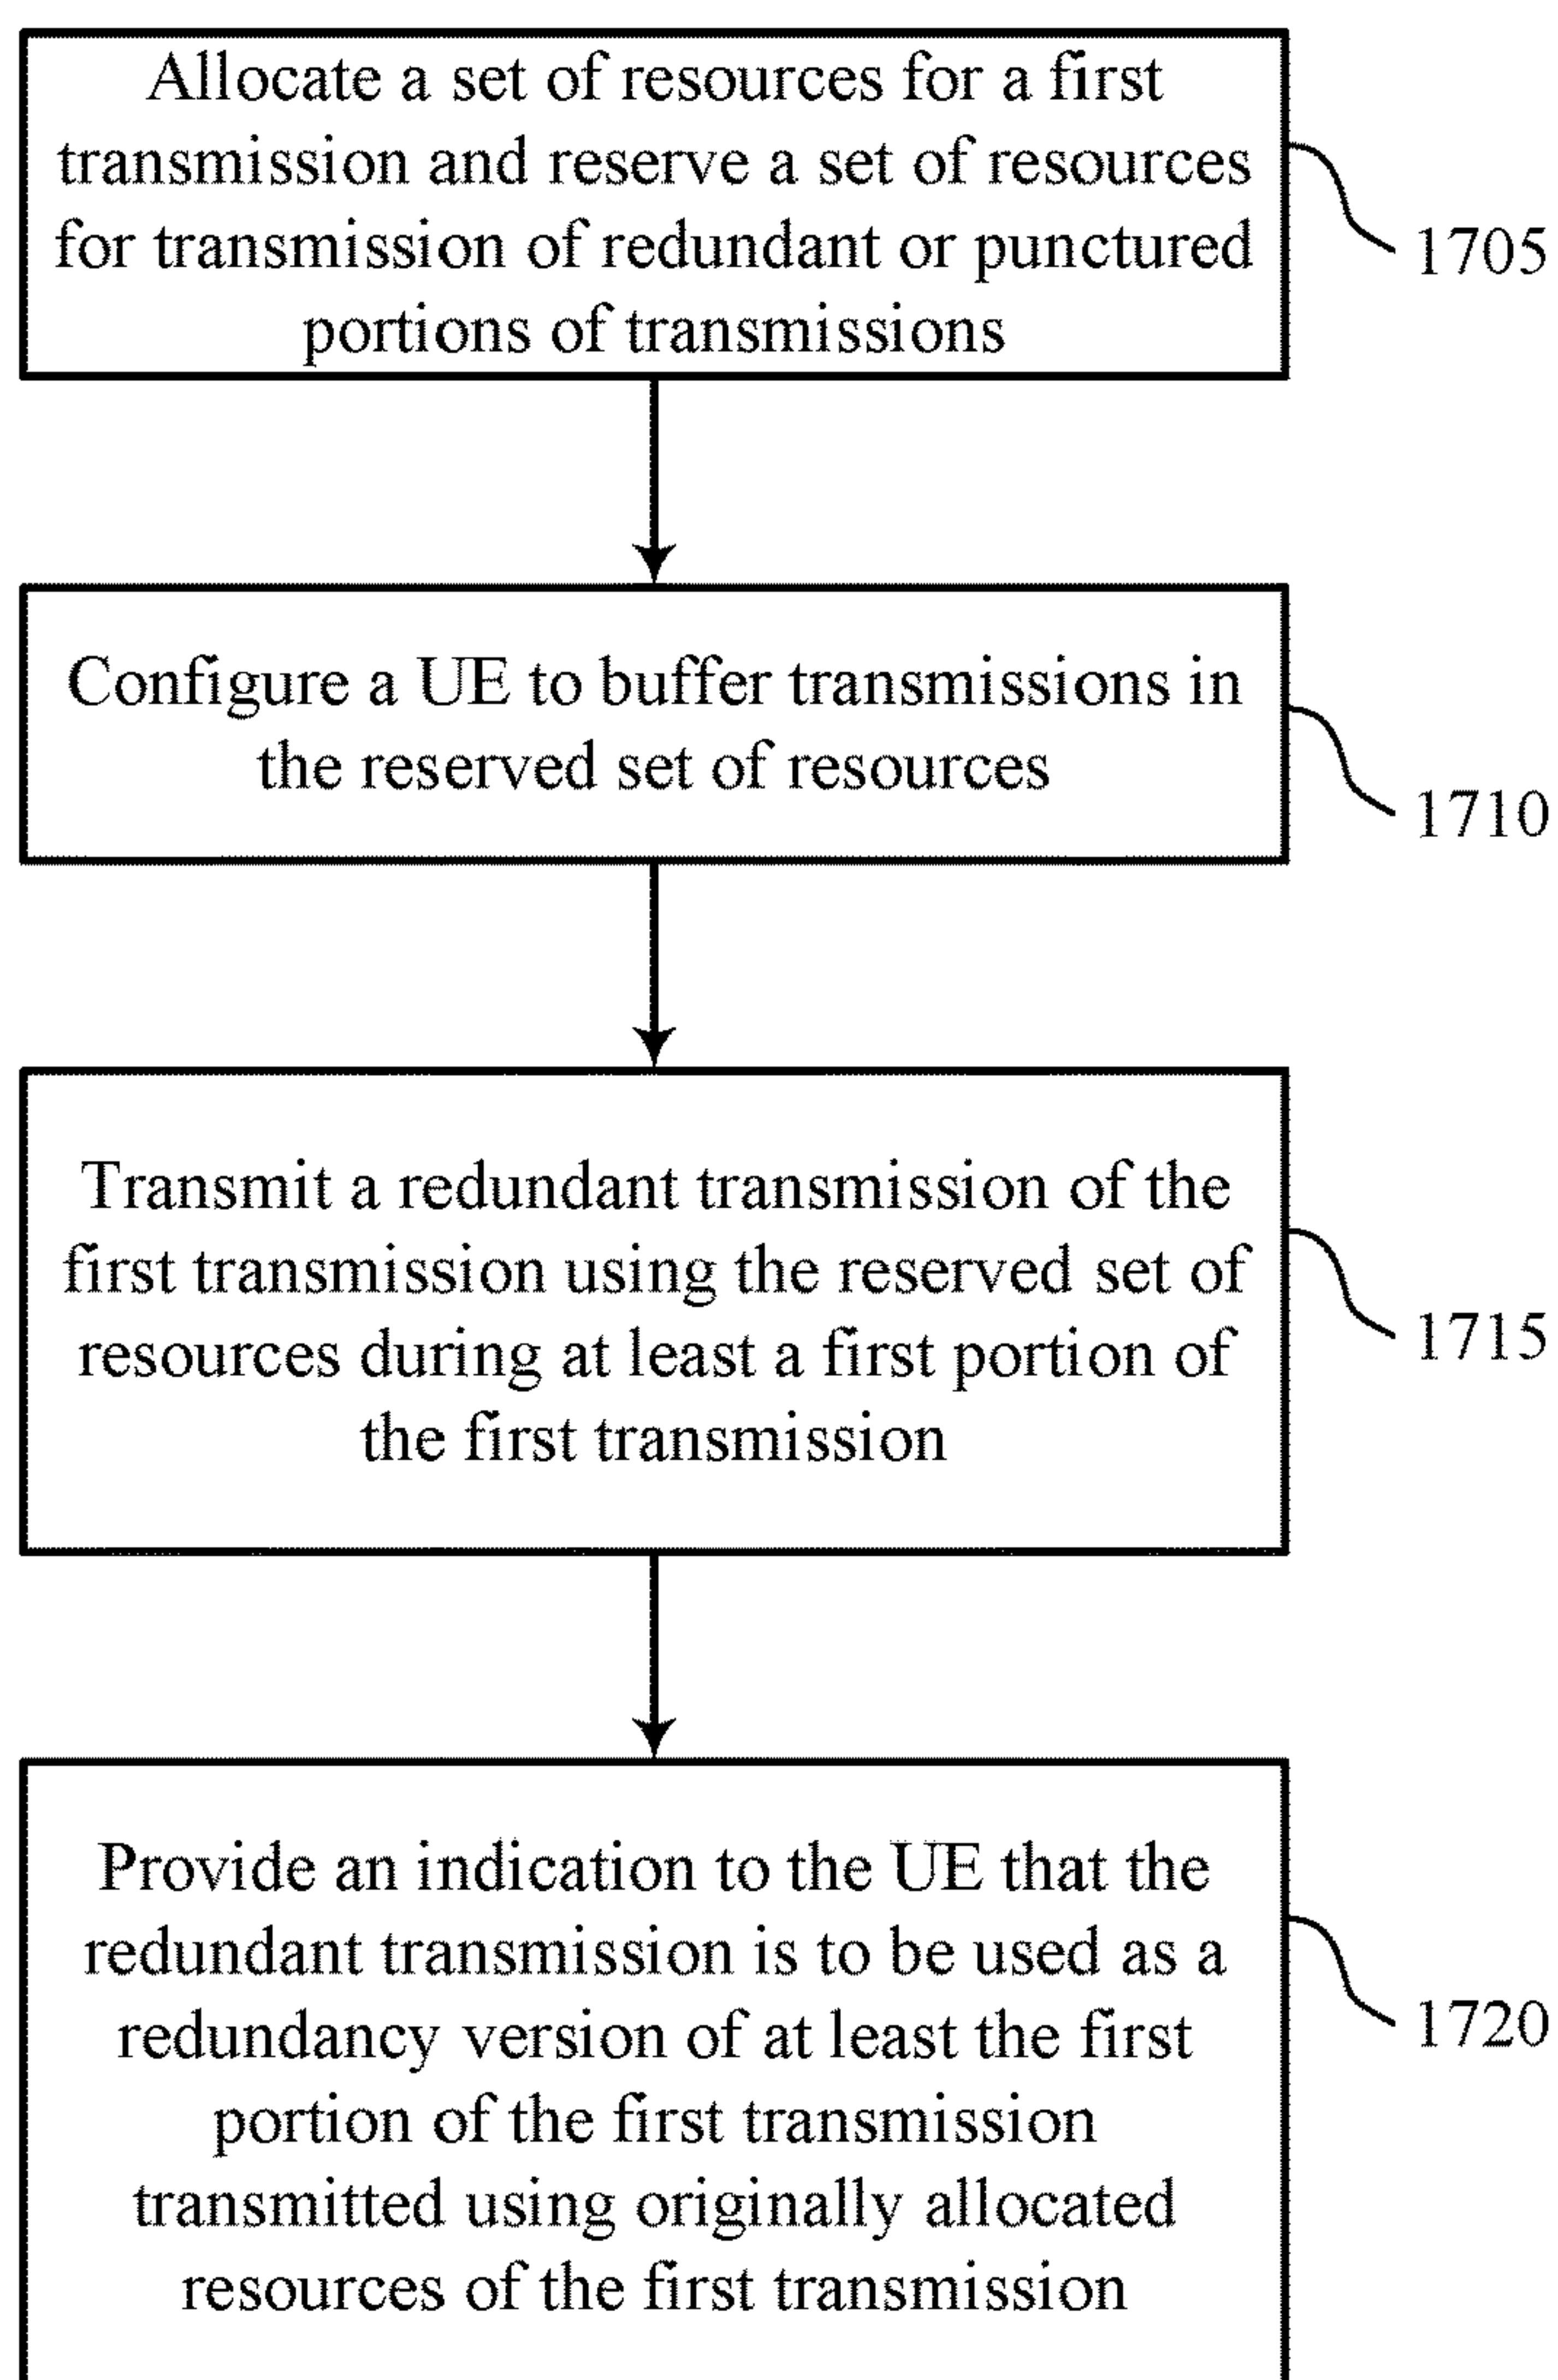 Allocate a set of resources for a first
transmission and reserve a set of resources
for transmission of redundant or punctured
portions of transmissions
1705
Configure a UE to buffer transmissions in
the reserved set of resources
1710
Transmit a redundant transmission of the
first transmission using the reserved set of
resources during at least a first portion of
the first transmission
1715
Provide an indication to the UE that the
redundant transmission is to be used as a
redundancy version of at least the first
portion of the first transmission
transmitted using originally allocated
resources of the first transmission
1720